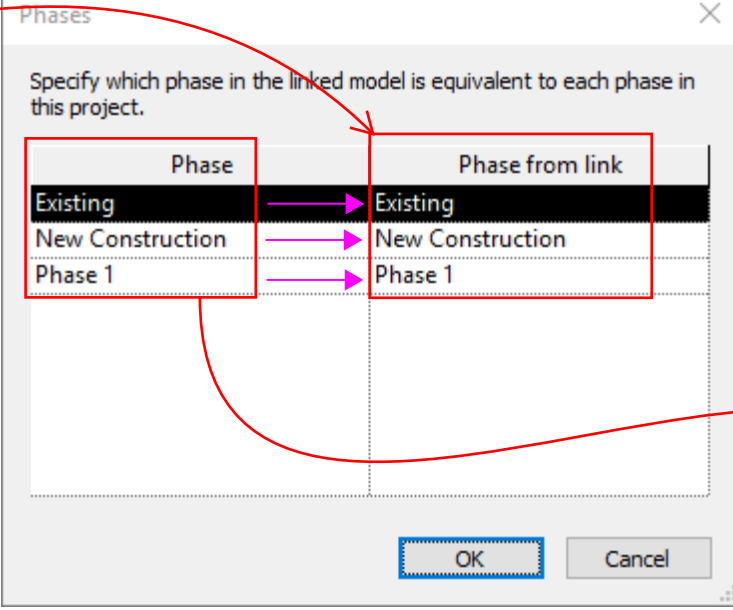 Phases
Specify which phase in the linked model is equivalent to each phase in
this project.
Phase Phase from link
Existing Existing
New Construction New Construction
Phase 1 Phase 1
OK Cancel